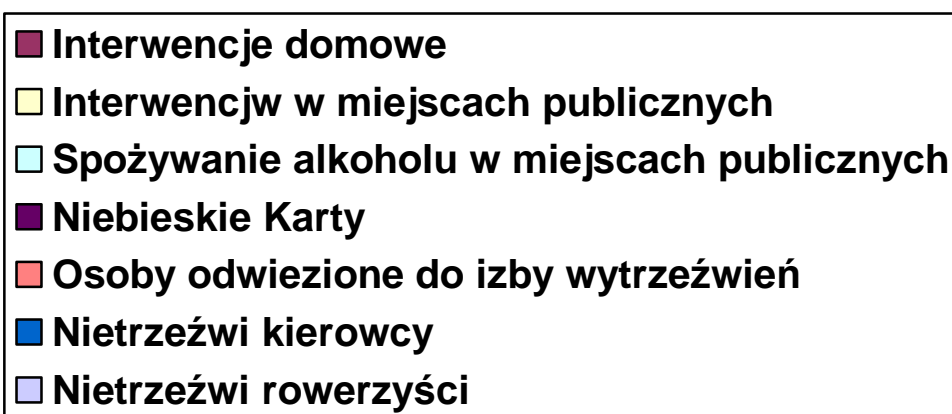 Interwencje domowe
Interwencjw w miejscach publicznych
Spożywanie alkoholu w miejscach publicznych
Niebieskie Karty
Osoby odwiezione do izby wytrzeźwień
Nietrzeźwi kierowcy
Nietrzeźwi rowerzyści